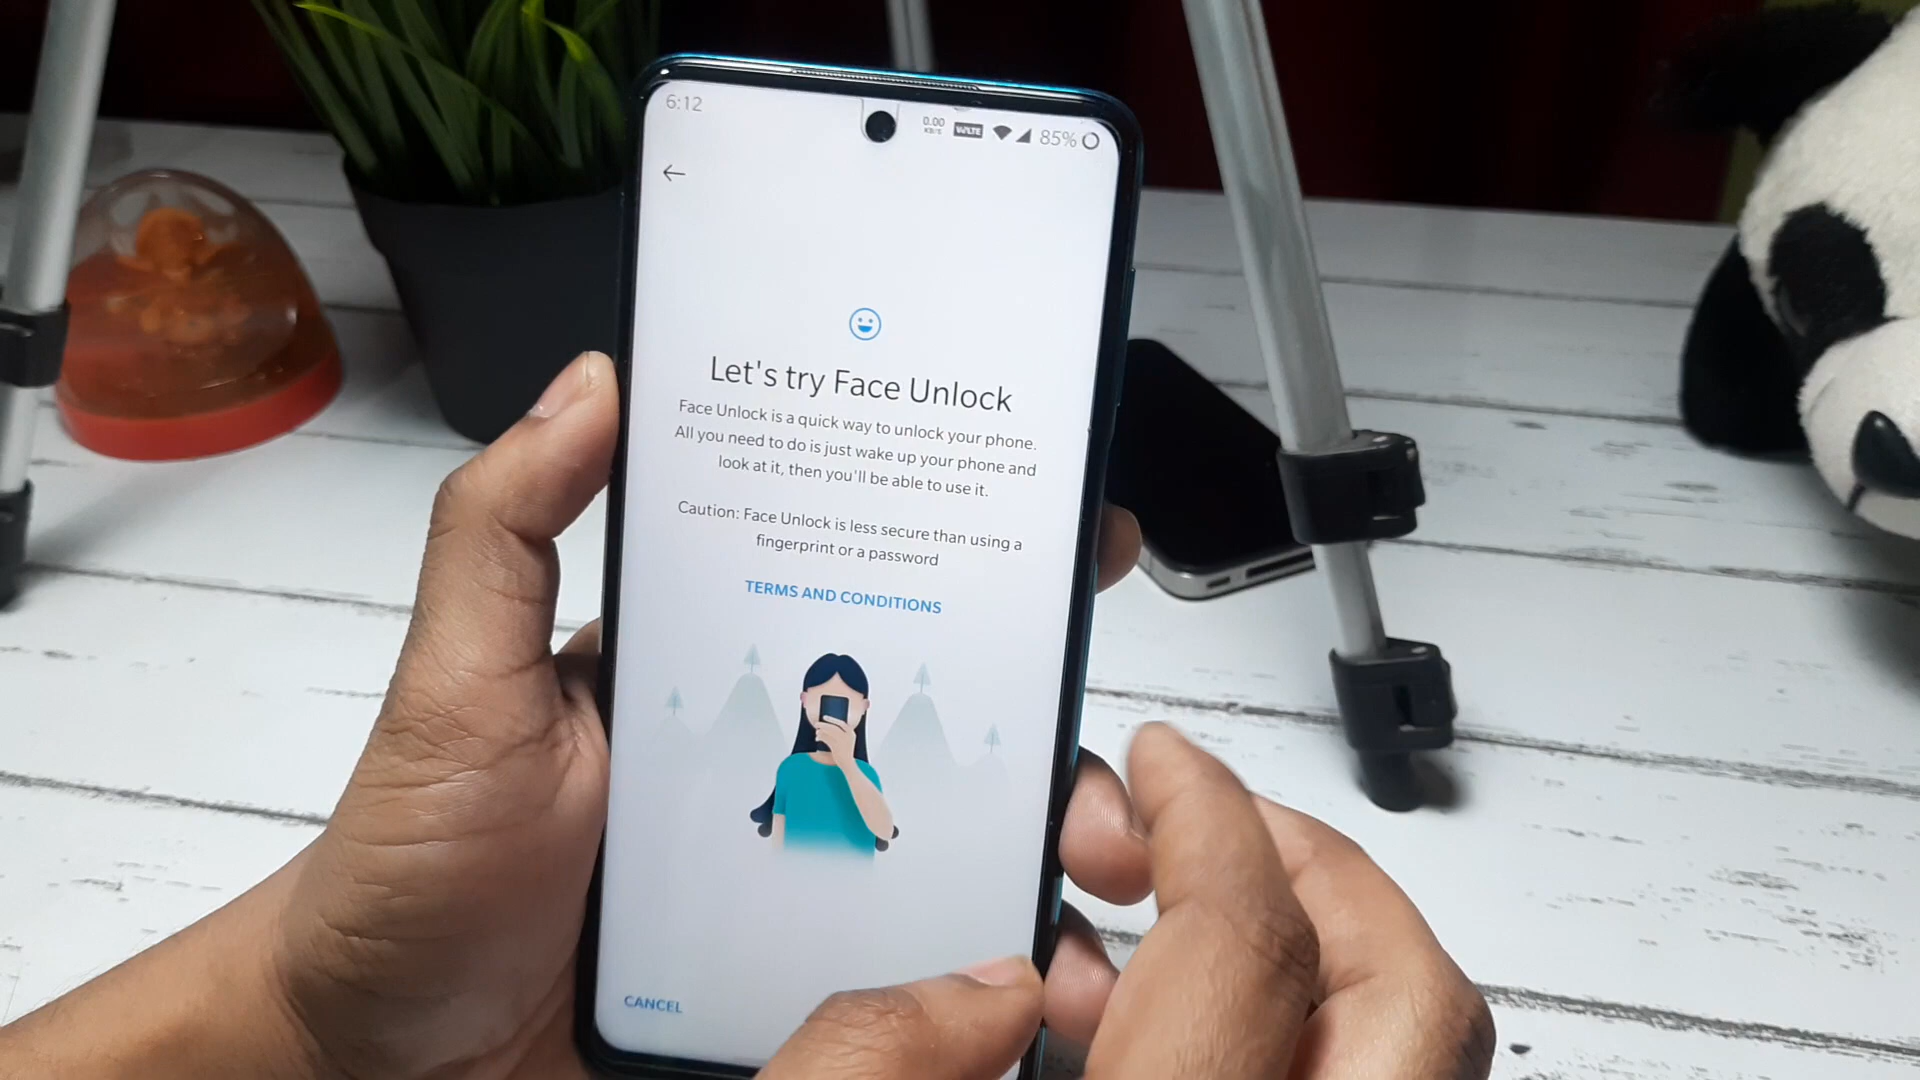 6:12
0.00
KB/S
VoLTE
85%
Let's try Face Unlock
Face Unlock is a quick way to unlock your phone.
All you need to do is just wake up your phone and
look at it, then you'll be able to use it.
Caution: Face Unlock is less secure than using a
fingerprint or a password
TERMS AND CONDITIONS
CANCEL